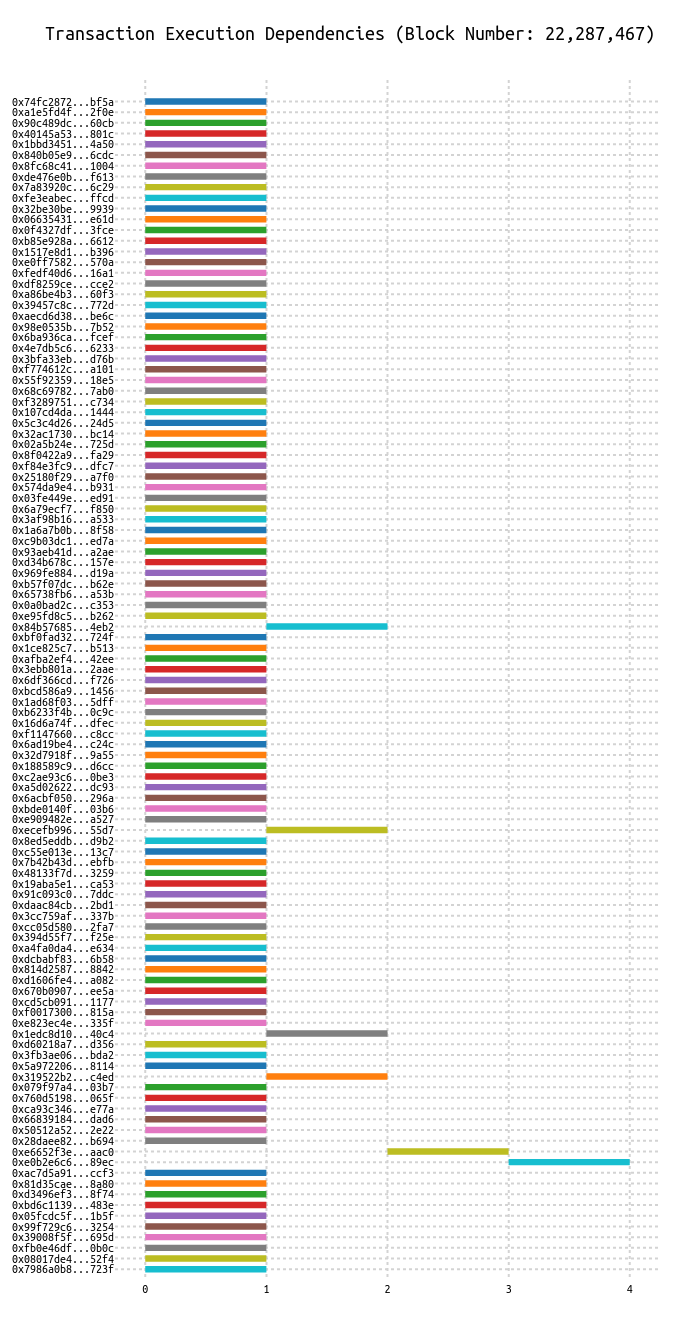 Transaction Execution Dependencies (Block Number: 22,287,467)
0x74fc2872...bf5a
0xa1e5fd4f...2f0e
0x90c489dc...60cb
0x40145a53...801c
0x1bbd3451...4a50
0x840b05e9...6cdc
0x8fc68c41...1004
0xde476e0b...f613
0x7a83920c...6c29
0xfe3eabec...ffcd
0x32be30be...9939
0x06635431...e61d
0x0f4327df...3fce
0xb85e928a...6612
0x1517e8d1...b396
0xe0ff7582...570a
0xfedf40d6...16a1
0xdf8259ce...cce2
0xa86be4b3...60f3
0x39457c8c...772d
0xaecd6d38...be6c
0x98e0535b...7b52
0x6ba936ca...fcef
0x4e7db5c6...6233
0x3bfa33eb...d76b
0xf774612c...a101
0x55f92359...18e5
0x68c69782...7ab0
0xf3289751...c734
0x107cd4da...1444
0x5c3c4d26...24d5
0x32ac1730...bc14
0x02a5b24e...725d
0x8f0422a9...fa29
0xf84e3fc9...dfc7
0x25180f29...a7f0
0x574da9e4...b931
0x03fe449e...ed91
0x6a79ecf7...f850
0x3af98b16...a533
0x1a6a7b0b...8f58
0xc9b03dc1...ed7a
0x93aeb41d...a2ae
0xd34b678c...157e
0x969fe884...d19a
0xb57f07dc...b62e
0x65738fb6...a53b
0x0a0bad2c...c353
0xe95fd8c5...b262
0x84b57685...4eb2
0xbf0fad32...724f
0x1ce825c7...b513
0xafba2ef4...42ee
0x3ebb801a...2aae
0x6df366cd...f726
0xbcd586a9...1456
0x1ad68f03...5dff
0xb6233f4b...0c9c
0x16d6a74f...dfec
0xf1147660...c8cc
0x6ad19be4...c24c
0x32d7918f...9a55
0x188589c9...d6cc
0xc2ae93c6...0be3
0xa5d02622...dc93
0x6acbf050...296a
0xbde0140f...03b6
0xe909482e...a527
0xecefb996...55d7
0x8ed5eddb...d9b2
0xc55e013e...13c7
0x7b42b43d...ebfb
0x48133f7d...3259
0x19aba5e1...ca53
0x91c093c0...7ddc
0xdaac84cb...2bd1
0x3cc759af...337b
0xcc05d580...2fa7
0x394d55f7...f25e
0xa4fa0da4...e634
0xdcbabf83...6b58
0x814d2587...8842
0xd1606fe4...a082
0x670b0907...ee5a
0xcd5cb091...1177
0xf0017300...815a
0xe823ec4e...335f
0x1edc8d10...40c4
0xd60218a7...d356
0x3fb3ae06...bda2
0x5a972206...8114
0x319522b2...c4ed
0x079f97a4...03b7
0x760d5198...065f
0xca93c346...e77a
0x66839184...dad6
0x50512a52...2e22
0x28daee82...b694
0xe6652f3e...aac0
0xe0b2e6c6...89ec
0xac7d5a91...ccf3
0x81d35cae...8a80
0xd3496ef3...8f74
0xbd6c1139...483e
0x05fcdc5f...1b5f
0x99f729c6...3254
0x39008f5f...695d
0xfb0e46df...0b0c
0x08017de4...52f4
0x7986a0b8...723f
0 1 2 3 4